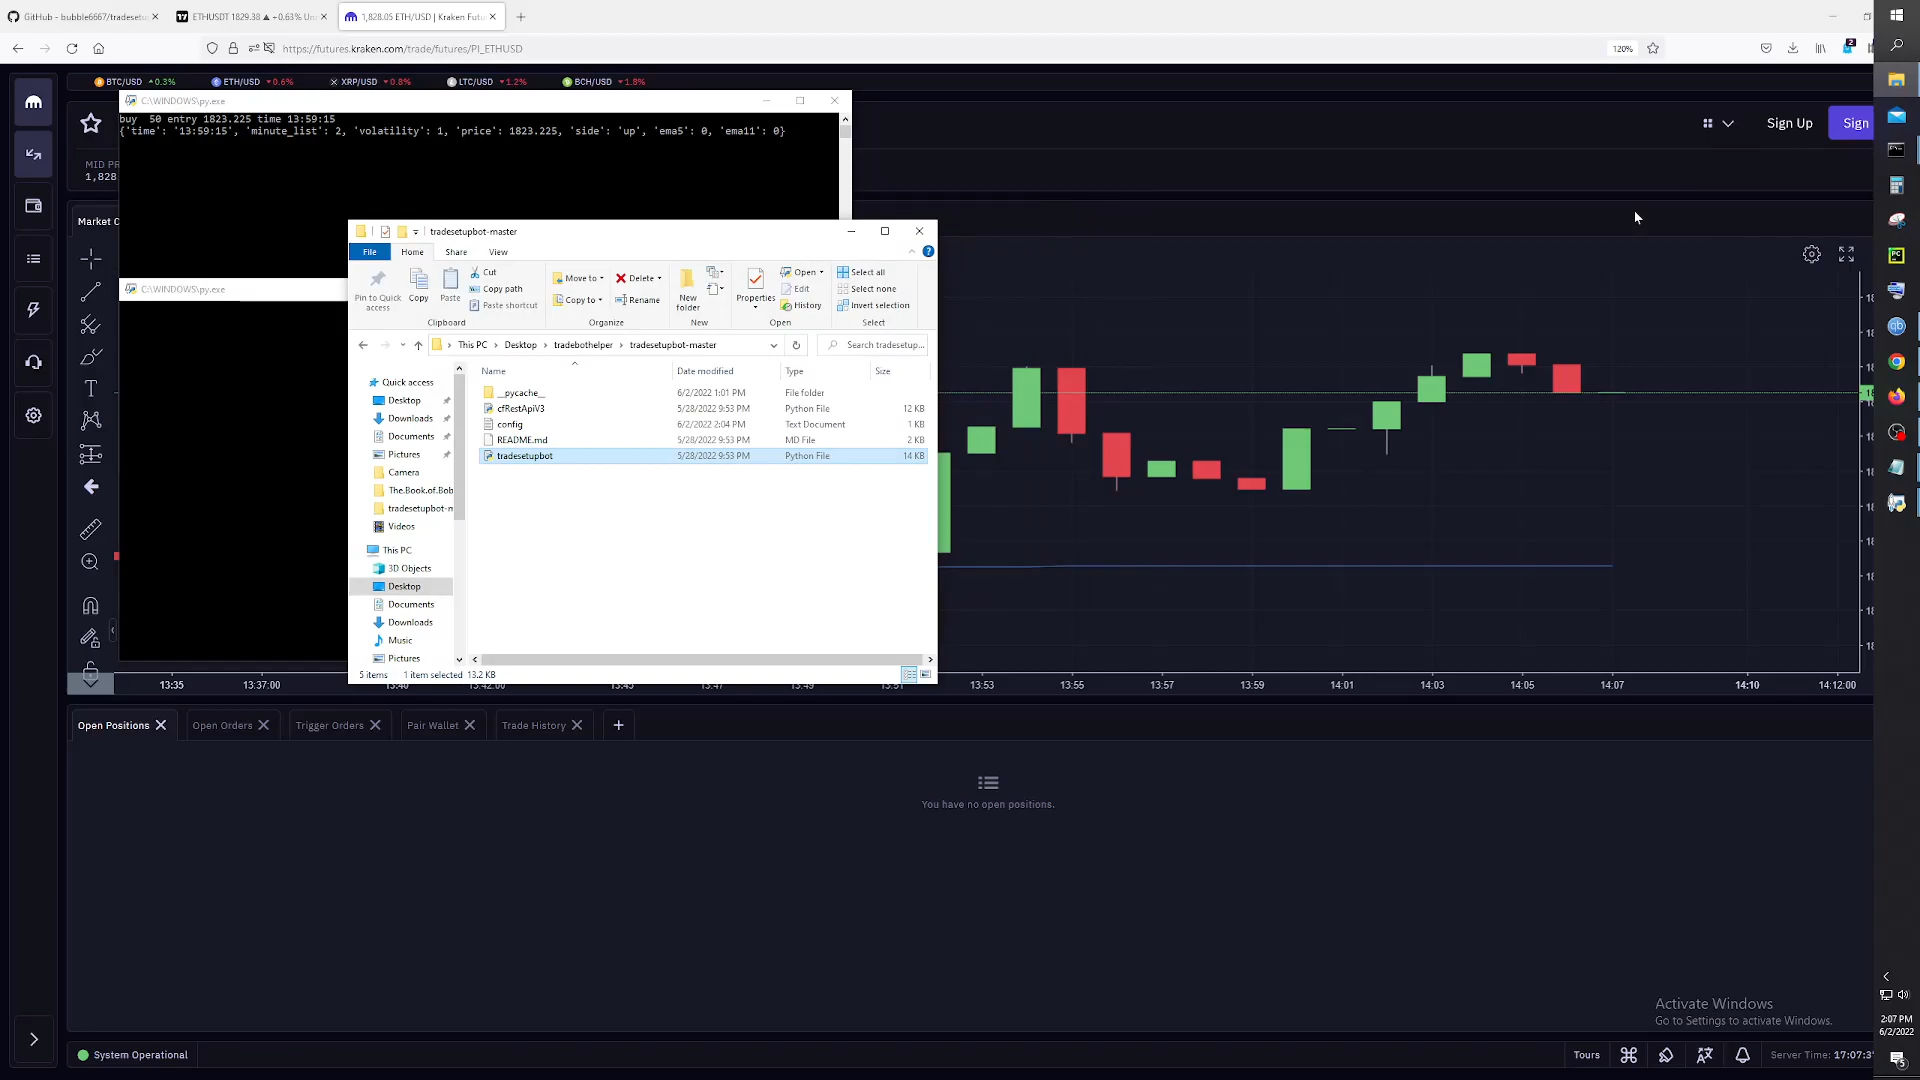 GitHub - bubble6667/tradesetu
ETHUSDT 1829.38 ▲ +0.63% Un
1,828.05 ETH/USD | Kraken Futu
https://futures.kraken.com/trade/futures/PI_ETHUSD
120%
BTC/USD 0.3%
ETH/USD 0.6%
XRP/USD 0.8%
LTC/USD 1.2%
BCH/USD 1.8%
C:\WINDOWS\py.exe
buy  50 entry 1823.225 time 13:59:15
{'time': '13:59:15', 'minute_list': 2, 'volatility': 1, 'price': 1823.225, 'side': 'up', 'ema5': 0, 'ema11': 0}
Sign Up
Sign
MID PR
1,828
Market C
C:\WINDOWS\py.exe
tradesetupbot-master
File
Home
Share
View
Pin to Quick access
Copy
Paste
Cut
Copy path
Paste shortcut
Clipboard
Move to
Copy to
Delete
Rename
Organize
New folder
New
Properties
Open
Edit
History
Open
Select all
Select none
Invert selection
Select
This PC
Desktop
tradebothelper
tradesetupbot-master
Search tradesetup...
Name
Date modified
Type
Size
__pycache__
6/2/2022 1:01 PM
File folder
cfRestApiV3
5/28/2022 9:53 PM
Python File
12 KB
config
6/2/2022 2:04 PM
Text Document
1 KB
README.md
5/28/2022 9:53 PM
MD File
2 KB
tradesetupbot
5/28/2022 9:53 PM
Python File
14 KB
Quick access
Desktop
Downloads
Documents
Pictures
Camera
The.Book.of.Bob
tradesetupbot-m
Videos
This PC
3D Objects
Desktop
Documents
Downloads
Music
Pictures
5 items
1 item selected 13.2 KB
13:35
13:37:00
13:53
13:55
13:57
13:59
14:01
14:03
14:05
14:07
14:10
14:12:00
Open Positions
Open Orders
Trigger Orders
Pair Wallet
Trade History
You have no open positions.
Activate Windows
Go to Settings to activate Windows.
System Operational
Tours
Server Time: 17:07:3
2:07 PM
6/2/2022